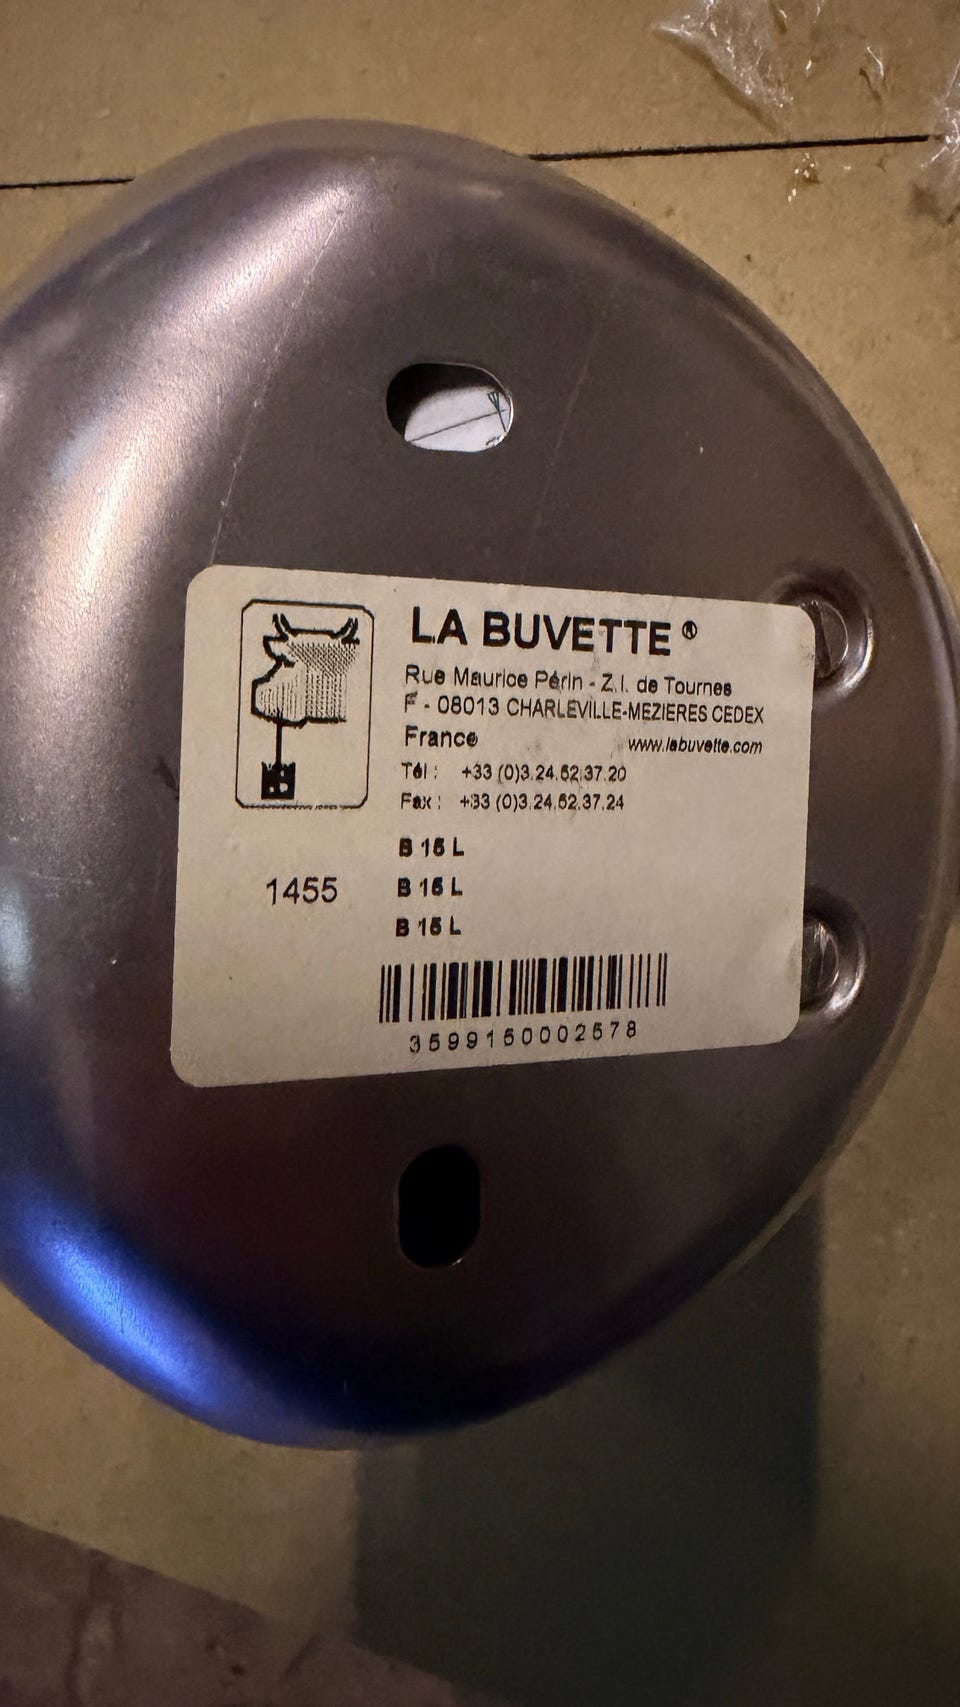 LA BUVETTE ®
Rue Maurice Périn - Z.I. de Tournes
F - 08013 CHARLEVILLE-MEZIERES CEDEX
France www.labuvette.com
Tél : +33 (0)3.24.52.37.20
Fax : +33 (0)3.24.52.37.24
B 15 L
1455 B 15 L
B 15 L
3599150002578